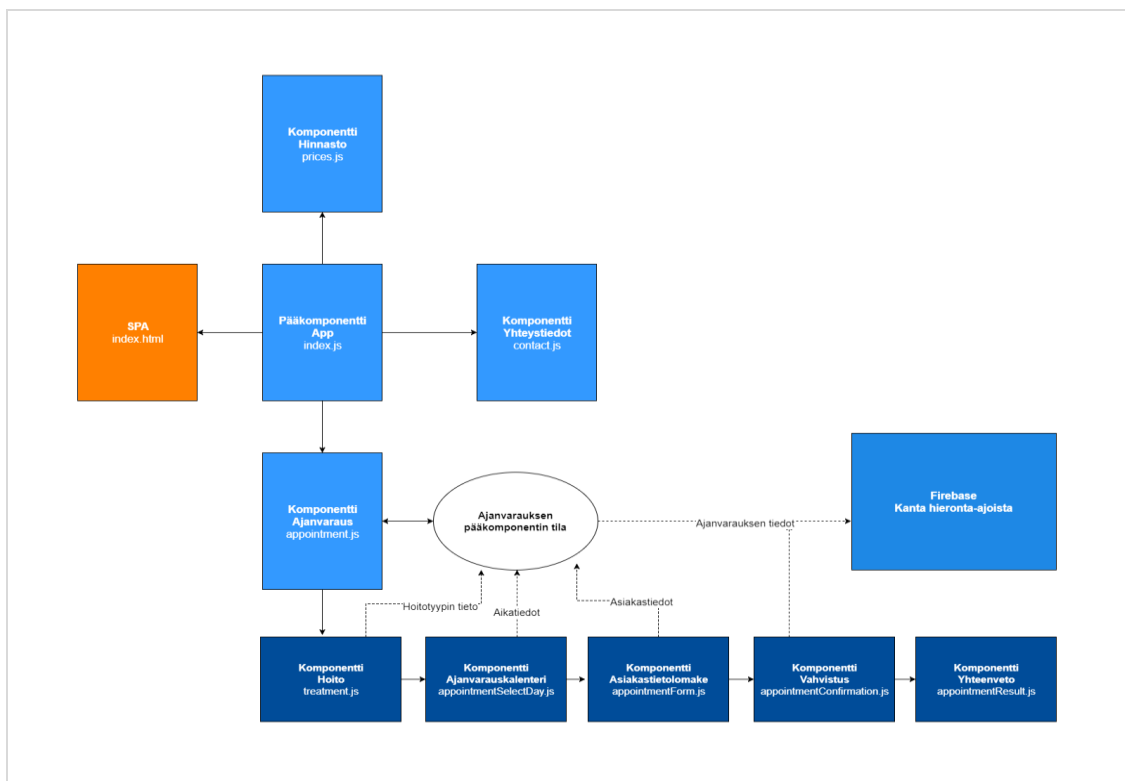 Komponentti
Hinnasto
prices.js
SPA
index.html
Pääkomponentti
App
index.js
Komponentti
Yhteystiedot
contact.js
Komponentti
Ajanvaraus
appointment.js
Ajanvarauksen
pääkomponentin tila
Ajanvarauksen tiedot
Firebase
Kanta hieronta-ajoista
Hoitotyypin tieto
Aikatiedot
Asiakastiedot
Komponentti
Hoito
treatment.js
Komponentti
Ajanvarauskalenteri
appointmentSelectDay.js
Komponentti
Asiakastietolomake
appointmentForm.js
Komponentti
Vahvistus
appointmentConfirmation.js
Komponentti
Yhteenveto
appointmentResult.js